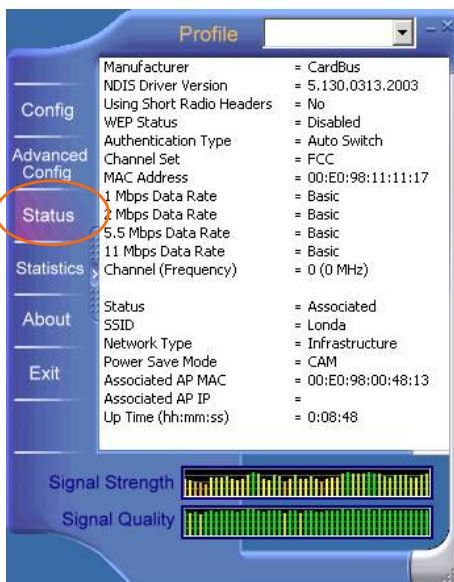 Profile
Config
Advanced
Config
Status
Statistics
About
Exit
Manufacturer = CardBus
NDIS Driver Version = 5.130.0313.2003
Using Short Radio Headers = No
WEP Status = Disabled
Authentication Type = Auto Switch
Channel Set = FCC
MAC Address = 00:E0:98:11:11:17
1 Mbps Data Rate = Basic
2 Mbps Data Rate = Basic
5.5 Mbps Data Rate = Basic
11 Mbps Data Rate = Basic
Channel (Frequency) = 0 (0 MHz)
Status = Associated
SSID = Londa
Network Type = Infrastructure
Power Save Mode = CAM
Associated AP MAC = 00:E0:98:00:48:13
Associated AP IP =
Up Time (hh:mm:ss) = 0:08:48
Signal Strength
Signal Quality